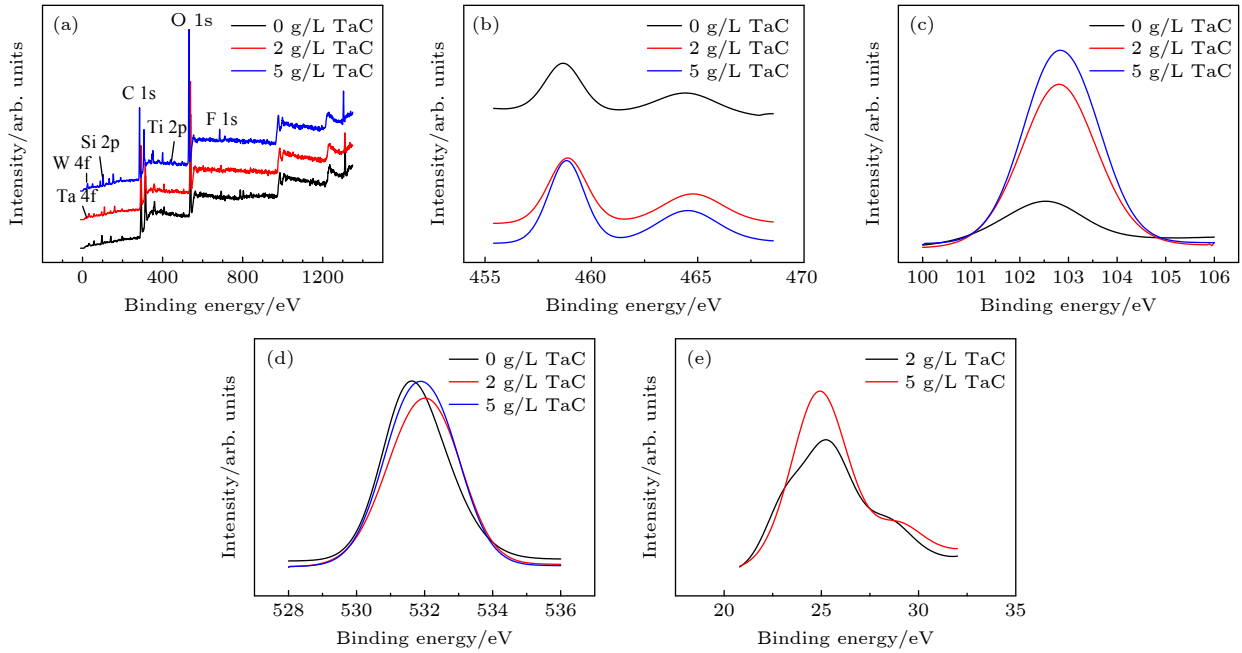 (a)
O 1s
0 g/L TaC
2 g/L TaC
5 g/L TaC
C 1s
Ti 2p
F 1s
Si 2p
W 4f
Ta 4f
Intensity/arb. units
0 400 800 1200
Binding energy/eV
(b)
0 g/L TaC
2 g/L TaC
5 g/L TaC
Intensity/arb. units
455 460 465 470
Binding energy/eV
(c)
0 g/L TaC
2 g/L TaC
5 g/L TaC
Intensity/arb. units
100 101 102 103 104 105 106
Binding energy/eV
(d)
0 g/L TaC
2 g/L TaC
5 g/L TaC
Intensity/arb. units
528 530 532 534 536
Binding energy/eV
(e)
2 g/L TaC
5 g/L TaC
Intensity/arb. units
20 25 30 35
Binding energy/eV